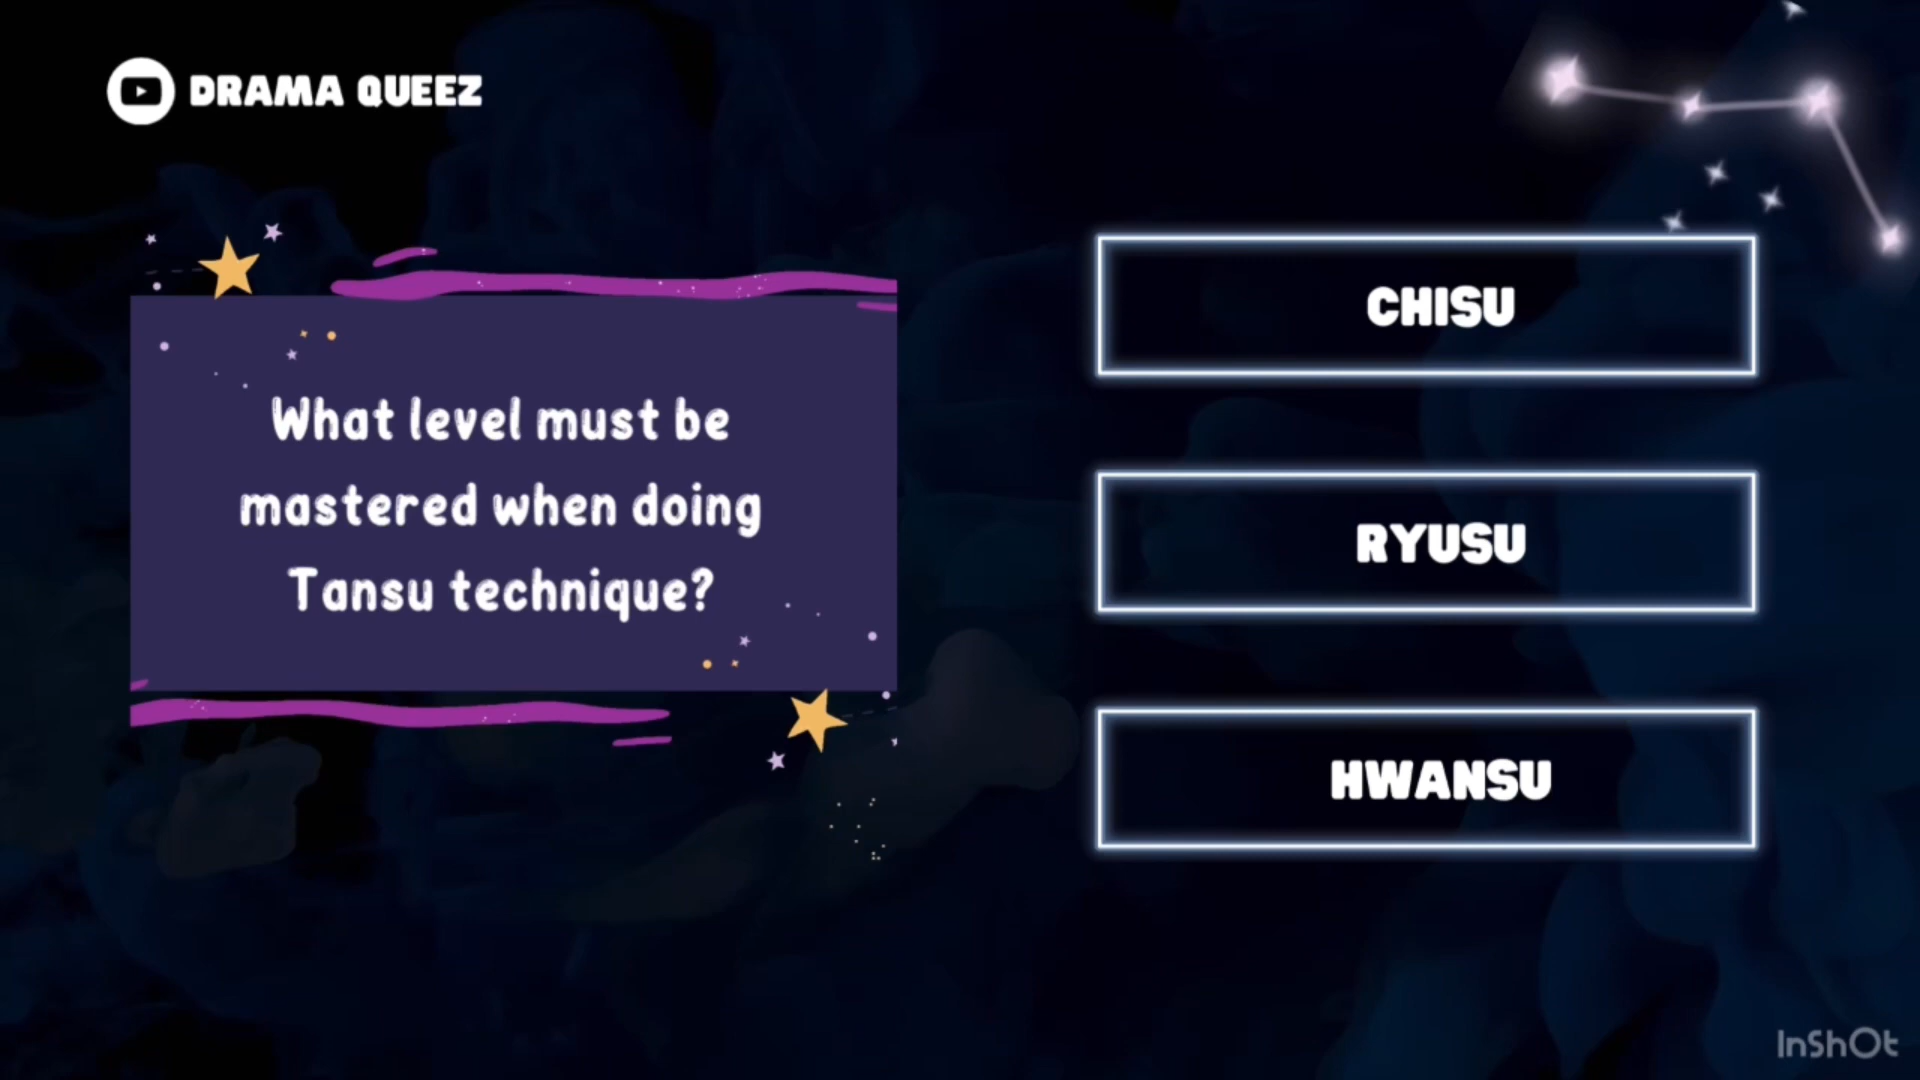 DRAMA QUEEZ
What level must be
mastered when doing
Tansu technique?
CHISU
RYUSU
HWANSU
InShOt